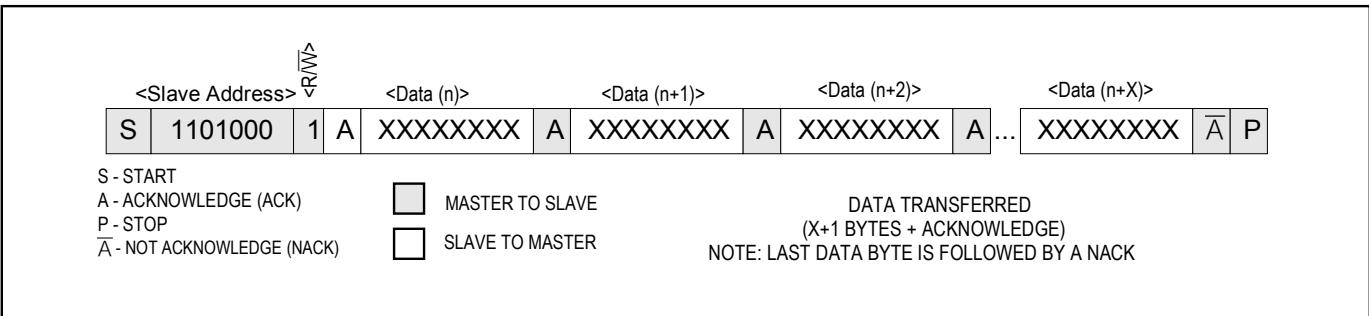 <R/W̅>
<Slave Address> <Data (n)> <Data (n+1)> <Data (n+2)> <Data (n+X)>
S 1101000 1 A XXXXXXXX A XXXXXXXX A XXXXXXXX A ... XXXXXXXX A̅ P
S - START
A - ACKNOWLEDGE (ACK)
P - STOP
A̅ - NOT ACKNOWLEDGE (NACK)
MASTER TO SLAVE
SLAVE TO MASTER
DATA TRANSFERRED
(X+1 BYTES + ACKNOWLEDGE)
NOTE: LAST DATA BYTE IS FOLLOWED BY A NACK